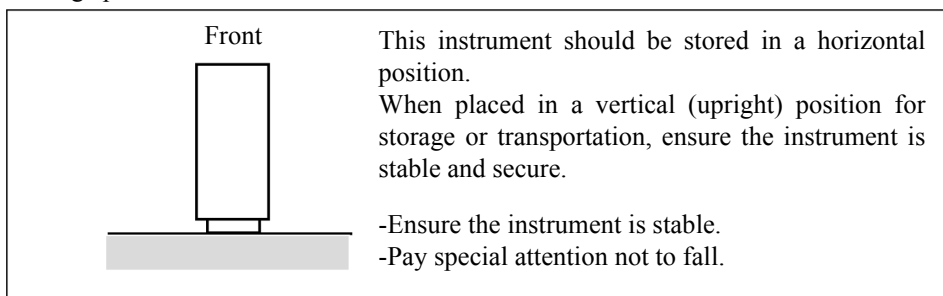 Front
This instrument should be stored in a horizontal
position.
When placed in a vertical (upright) position for
storage or transportation, ensure the instrument is
stable and secure.
-Ensure the instrument is stable.
-Pay special attention not to fall.